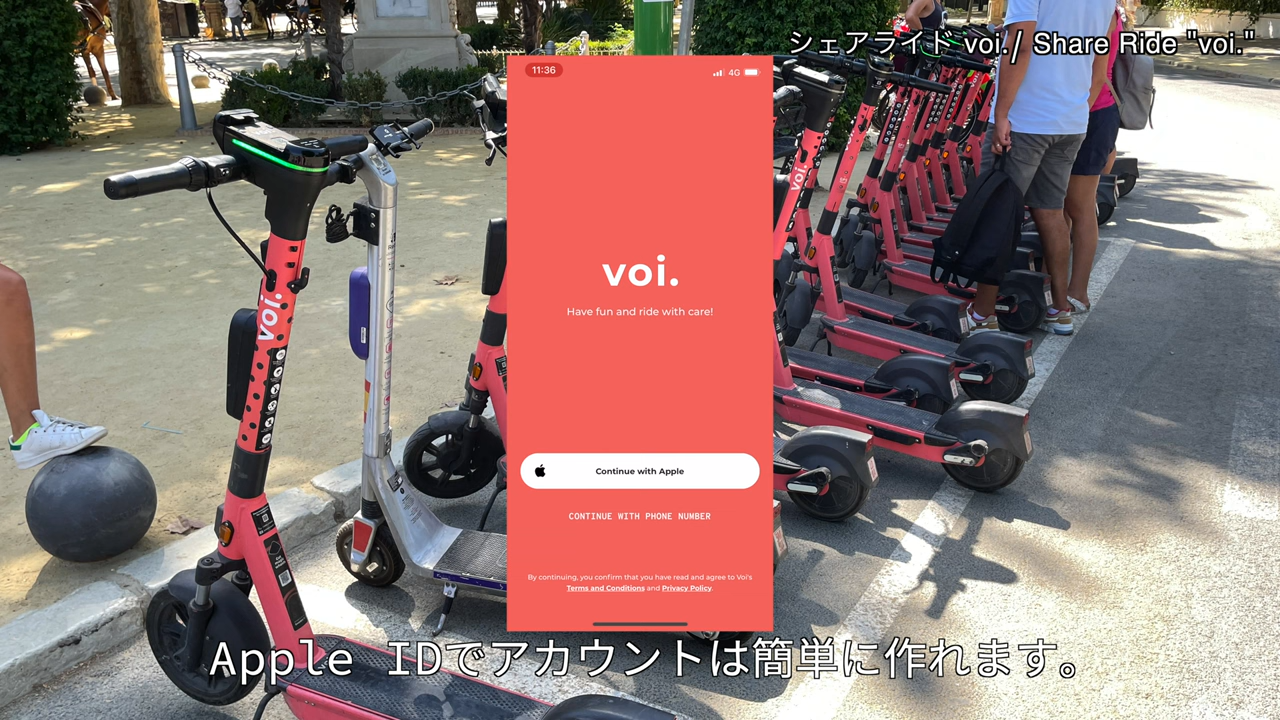 シェアライド voi./ Share Ride "voi."
11:36
4G
voi.
Have fun and ride with care!
Continue with Apple
CONTINUE WITH PHONE NUMBER
By continuing, you confirm that you have read and agree to Voi's
Terms and Conditions and Privacy Policy.
voi.
voi.
Apple IDでアカウントは簡単に作れます。